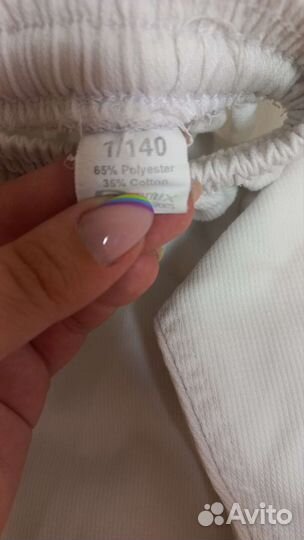 1/140
65% Polyester
35% Cotton
Avito